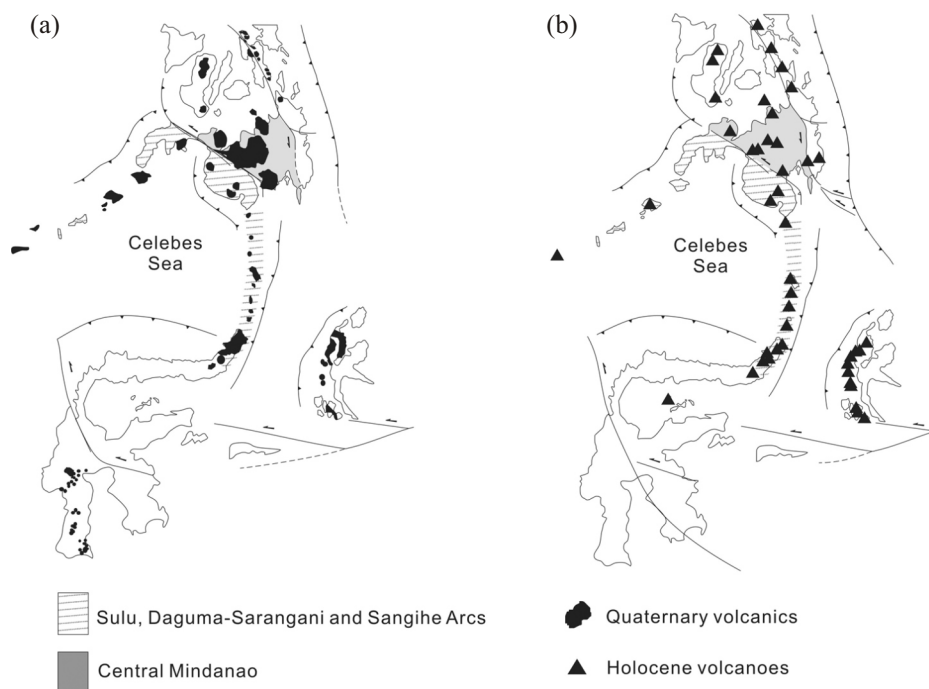 (a)
(b)
Celebes
Sea
Celebes
Sea
Sulu, Daguma-Sarangani and Sangihe Arcs
Quaternary volcanics
Central Mindanao
Holocene volcanoes